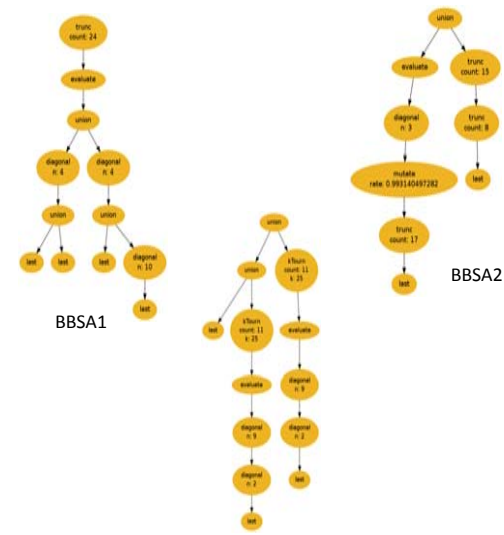 trunc
count: 24
evaluate
union
diagonal
n: 4
diagonal
n: 4
union
union
last
last
last
diagonal
n: 10
last
BBSA1
union
evaluate
trunc
count: 15
diagonal
n: 3
trunc
count: 8
mutate
rate: 0.993140497282
last
trunc
count: 17
last
BBSA2
union
union
kTourn
count: 11
k: 25
last
kTourn
count: 11
k: 25
evaluate
evaluate
diagonal
n: 9
diagonal
n: 9
diagonal
n: 2
diagonal
n: 2
last
last